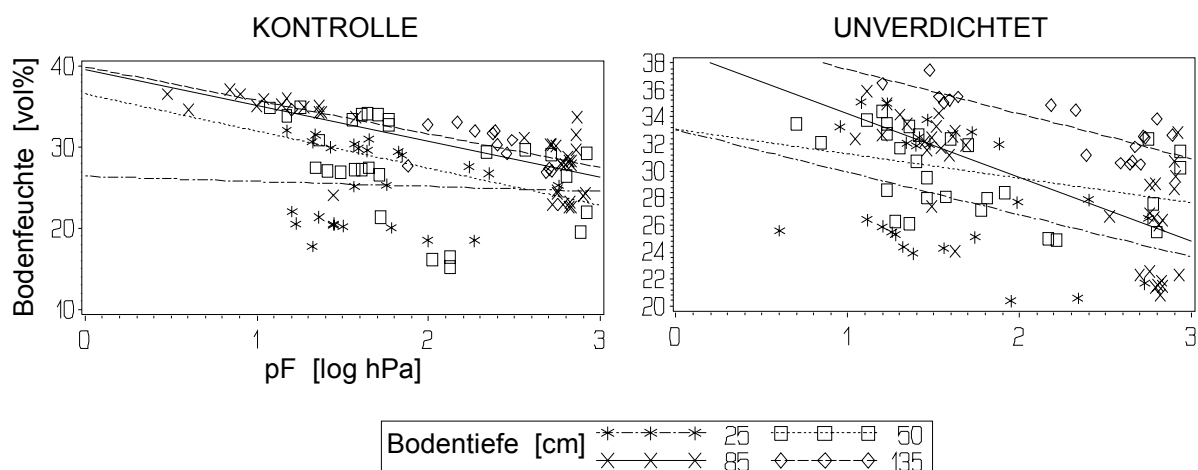 KONTROLLE
UNVERDICHTET
Bodenfeuchte [vol%]
40
30
20
10
0 1 2 3
38
36
34
32
30
28
26
24
22
20
0 1 2 3
pF [log hPa]
Bodentiefe [cm] 25 50
85 135